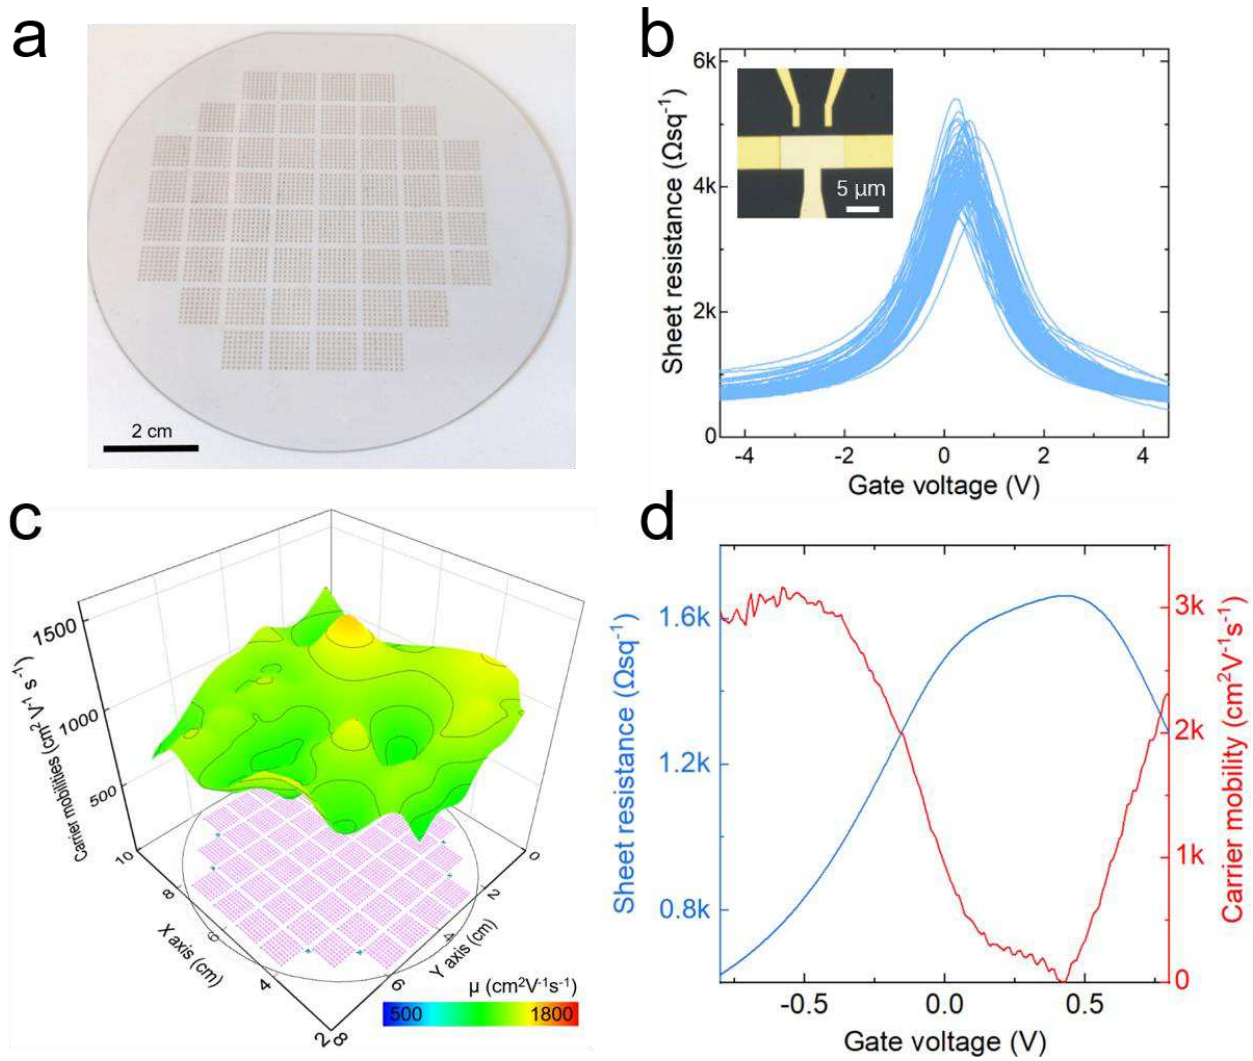 a
2 cm
b
Sheet resistance (Ωsq⁻¹)
6k
4k
2k
0
5 µm
-4
-2
0
2
4
Gate voltage (V)
c
Carrier mobilities (cm² V⁻¹ s⁻¹)
1500
1000
500
10
8
6
4
2
X axis (cm)
0
2
4
6
8
Y axis (cm)
µ (cm²V⁻¹s⁻¹)
500
1800
d
Sheet resistance (Ωsq⁻¹)
1.6k
1.2k
0.8k
-0.5
0.0
0.5
Gate voltage (V)
3k
2k
1k
0
Carrier mobility (cm²V⁻¹s⁻¹)